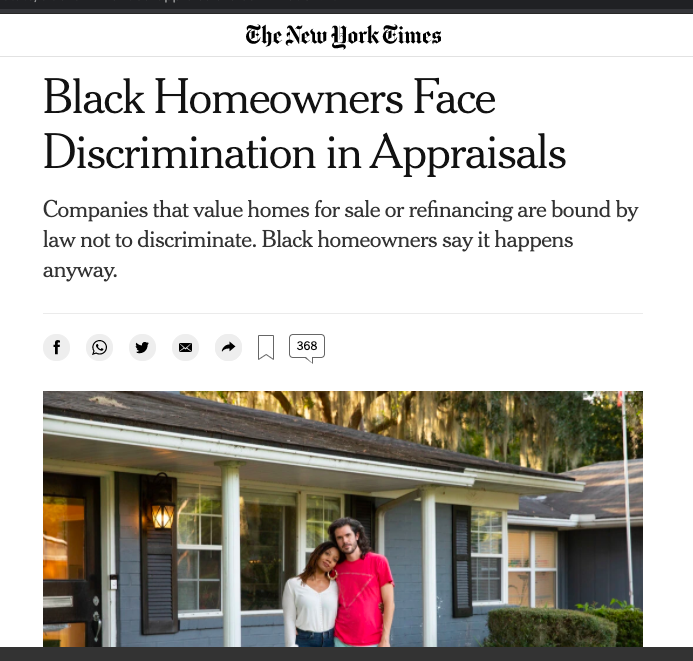 The New York Times
Black Homeowners Face
Discrimination in Appraisals
Companies that value homes for sale or refinancing are bound by
law not to discriminate. Black homeowners say it happens
anyway.
368